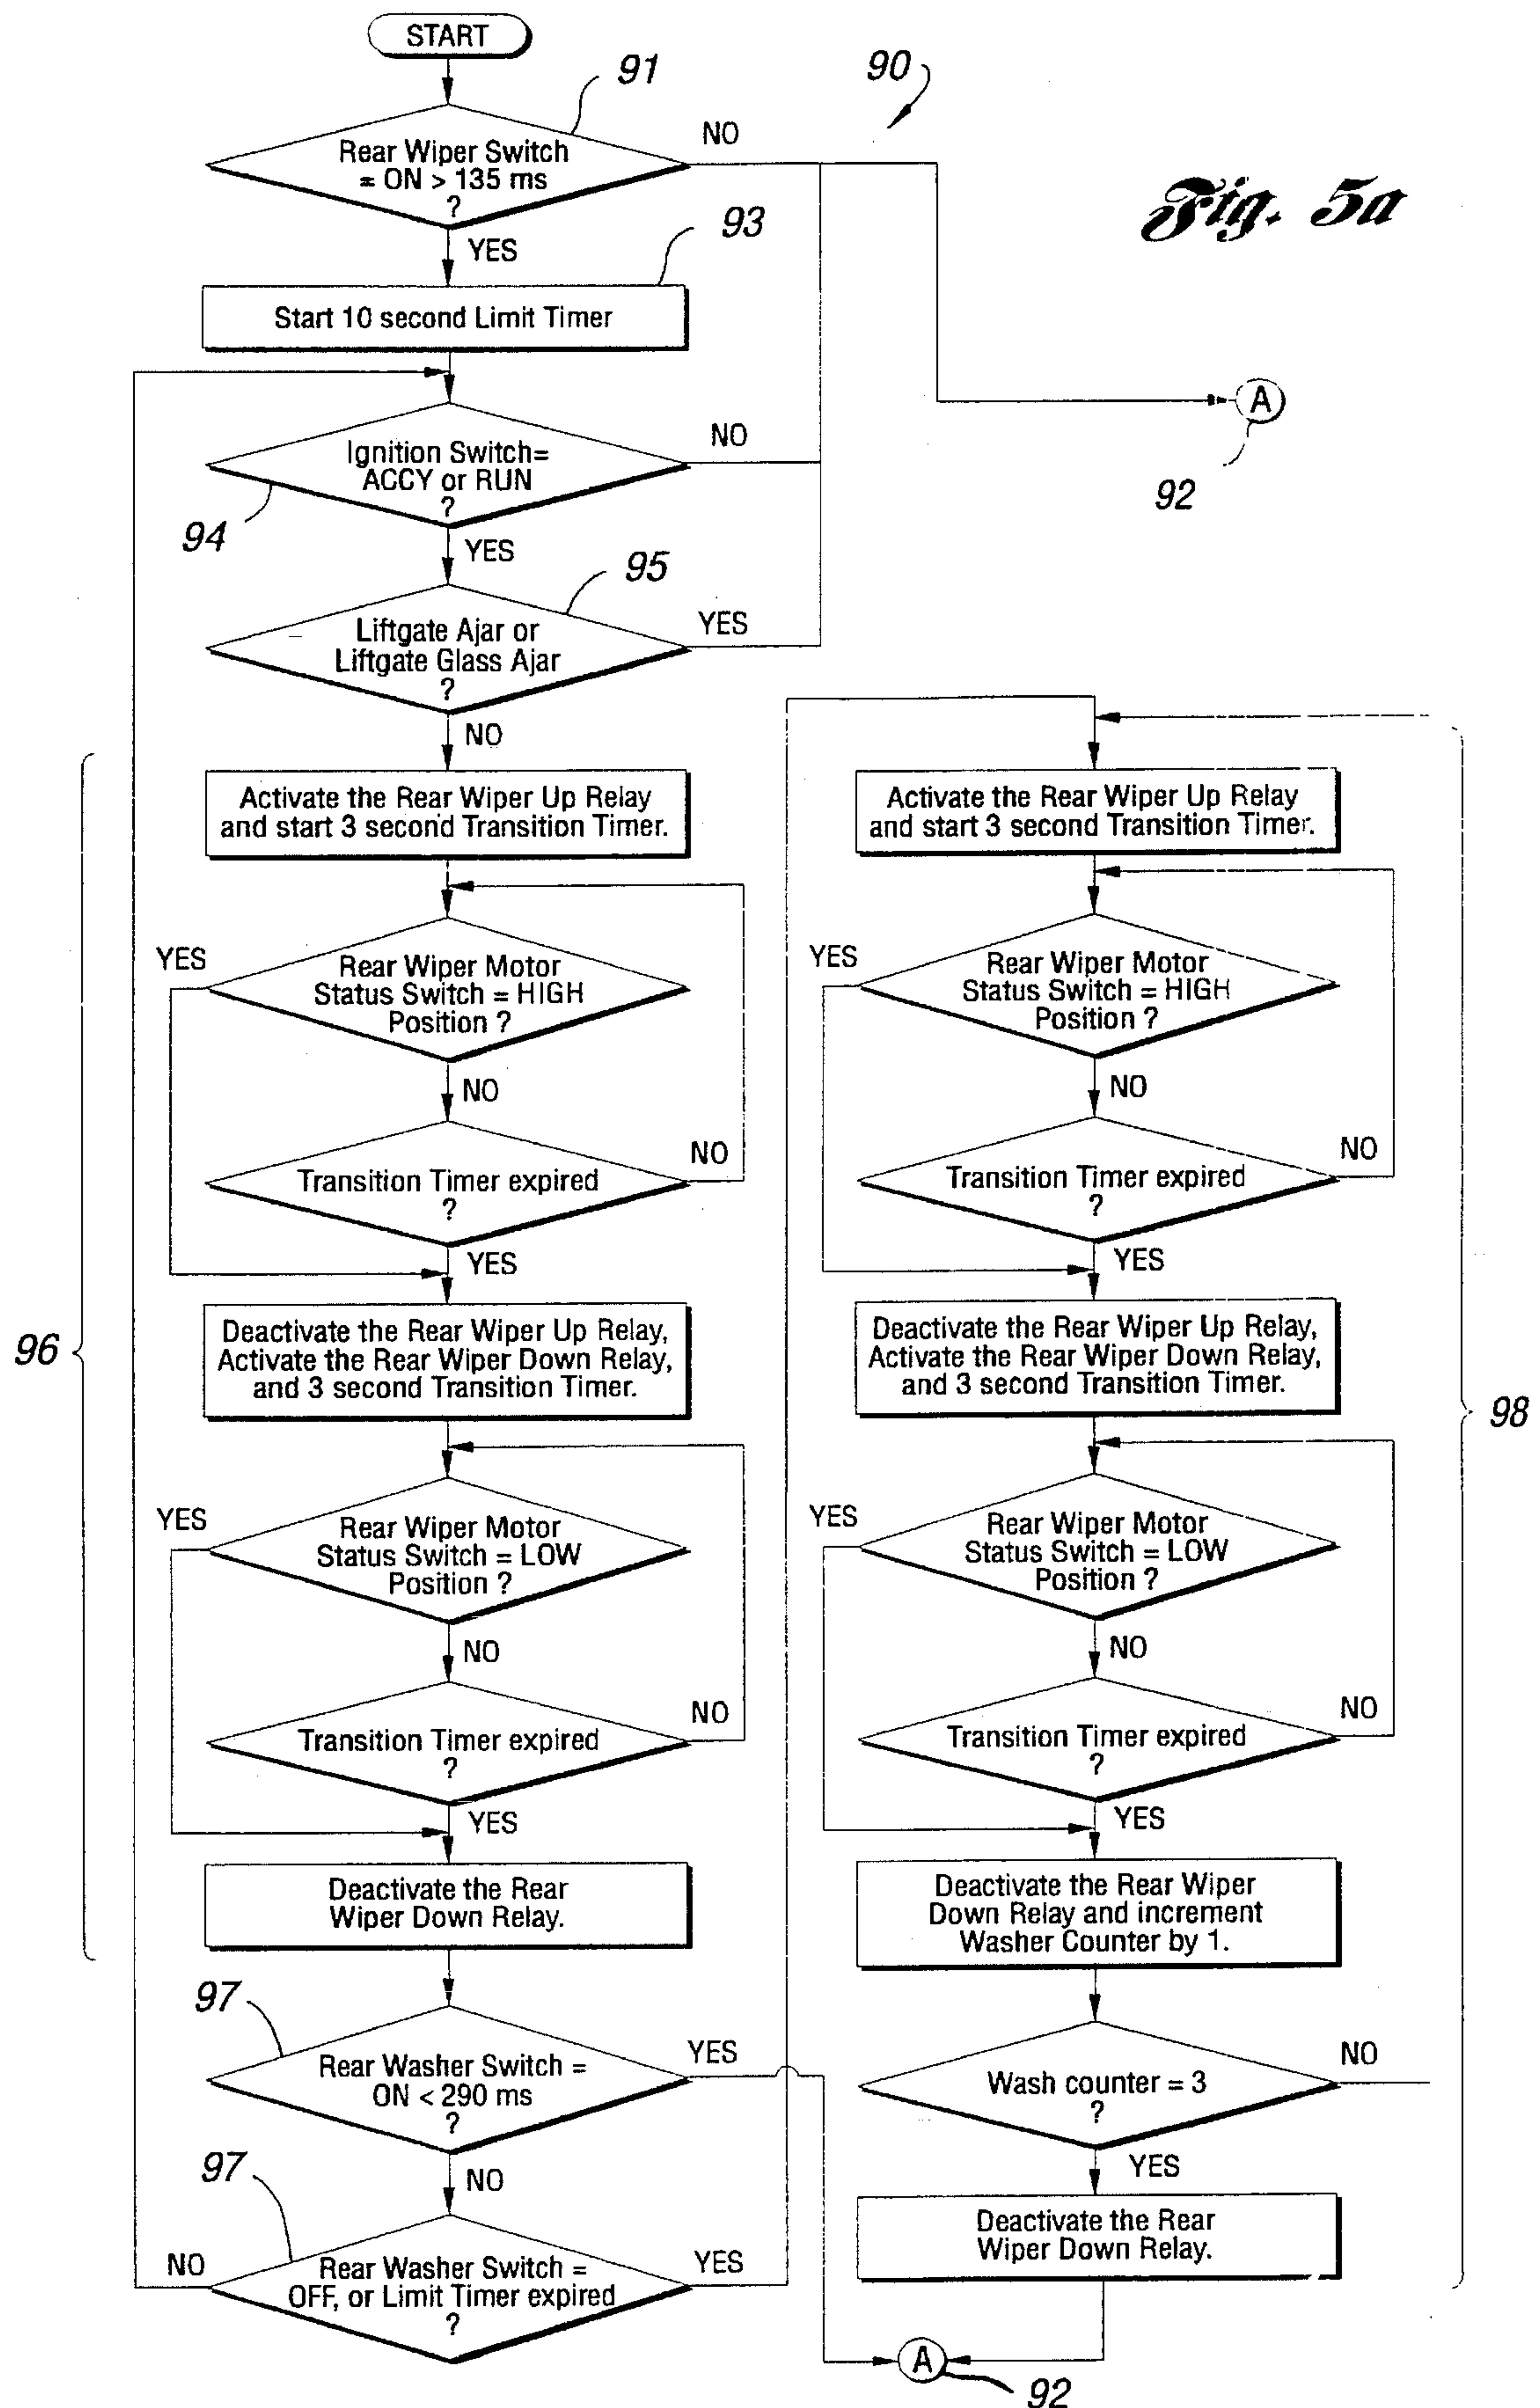 START
91
90
Rear Wiper Switch
= ON > 135 ms
?
NO
Fig. 5a
YES
93
Start 10 second Limit Timer
A
92
Ignition Switch=
ACCY or RUN
?
NO
94
YES
95
Liftgate Ajar or
Liftgate Glass Ajar
?
YES
NO
96
Activate the Rear Wiper Up Relay
and start 3 second Transition Timer.
YES
Rear Wiper Motor
Status Switch = HIGH
Position ?
NO
Transition Timer expired
?
NO
YES
Deactivate the Rear Wiper Up Relay,
Activate the Rear Wiper Down Relay,
and 3 second Transition Timer.
YES
Rear Wiper Motor
Status Switch = LOW
Position ?
NO
Transition Timer expired
?
NO
YES
Deactivate the Rear
Wiper Down Relay.
97
Rear Washer Switch =
ON < 290 ms
?
YES
NO
97
NO
Rear Washer Switch =
OFF, or Limit Timer expired
?
YES
Activate the Rear Wiper Up Relay
and start 3 second Transition Timer.
YES
Rear Wiper Motor
Status Switch = HIGH
Position ?
NO
Transition Timer expired
?
NO
YES
Deactivate the Rear Wiper Up Relay,
Activate the Rear Wiper Down Relay,
and 3 second Transition Timer.
98
YES
Rear Wiper Motor
Status Switch = LOW
Position ?
NO
Transition Timer expired
?
NO
YES
Deactivate the Rear Wiper
Down Relay and increment
Washer Counter by 1.
Wash counter = 3
?
NO
YES
Deactivate the Rear
Wiper Down Relay.
A
92